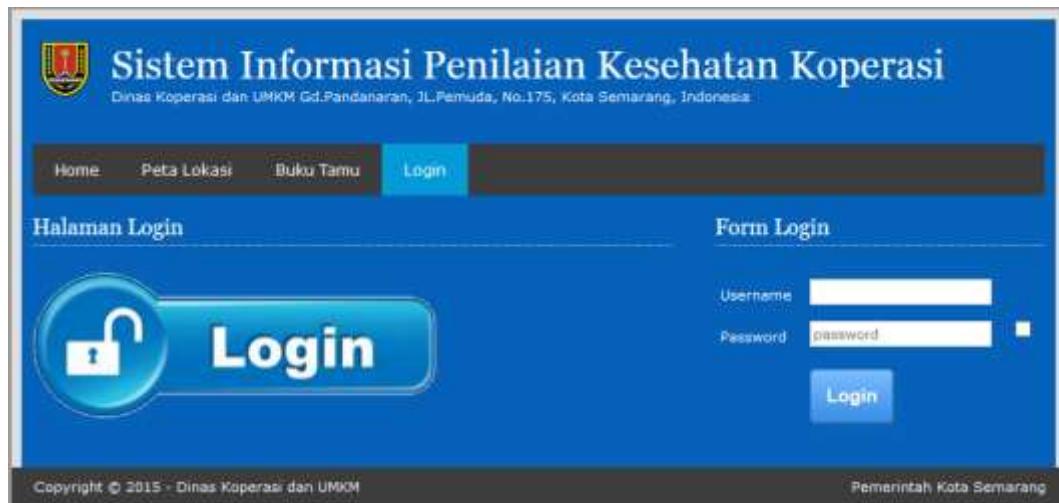 Sistem Informasi Penilaian Kesehatan Koperasi
Dinas Koperasi dan UMKM Gd.Pandanaran, JL.Pemuda, No.175, Kota Semarang, Indonesia
Home Peta Lokasi Buku Tamu Login
Halaman Login
Login
Form Login
Username
Password password
Login
Copyright © 2015 - Dinas Koperasi dan UMKM Pemerintah Kota Semarang